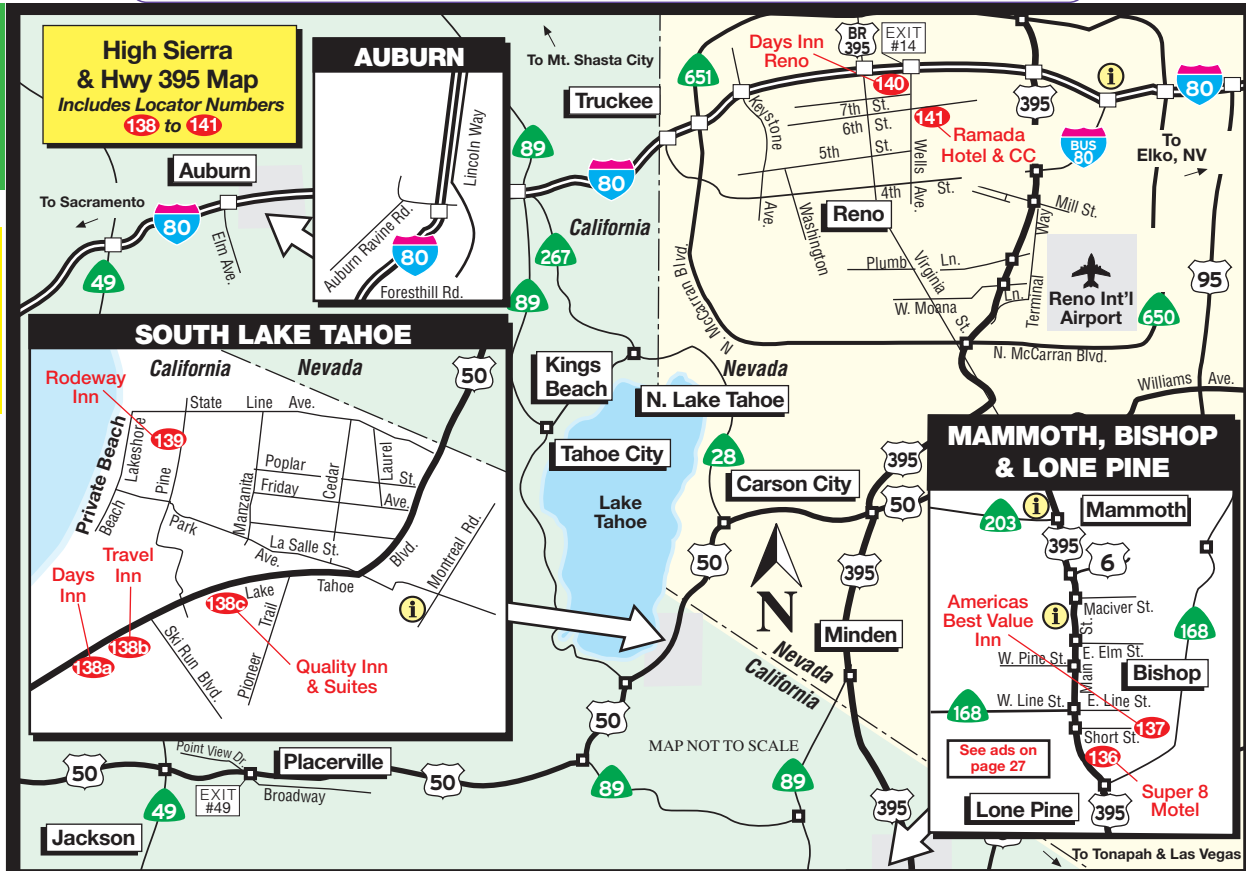 High Sierra
& Hwy 395 Map
Includes Locator Numbers
138 to 141
AUBURN
Lincoln Way
Auburn Ravine Rd.
80
Foresthill Rd.
To Mt. Shasta City
Truckee
Auburn
To Sacramento
80
Elm Ave.
49
89
80
California
267
89
651
Days Inn
Reno
140
BR
395
EXIT
#14
395
i
80
Keystone
Ave.
7th St.
6th St.
5th St.
4th St.
141
Ramada
Hotel & CC
Wells Ave.
BUS
80
To
Elko, NV
Washington
Reno
Mill St.
Virginia St.
Plumb Ln.
W. Moana Ln.
Terminal Way
Reno Int'l
Airport
95
650
N. McCarran Blvd.
N. McCarran Blvd.
Williams Ave.
SOUTH LAKE TAHOE
California
Nevada
50
Rodeway
Inn
139
State Line Ave.
Private Beach
Lakeshore
Beach
Pine
Park Ave.
Manzanita
Poplar St.
Friday Ave.
Cedar
Laurel
La Salle St.
Lake Tahoe Blvd.
Montreal Rd.
i
Days
Inn
138a
Travel
Inn
138b
138c
Quality Inn
& Suites
Ski Run Blvd.
Pioneer Trail
Kings
Beach
Nevada
N. Lake Tahoe
Tahoe City
Lake
Tahoe
28
Carson City
395
50
50
395
N
Minden
Nevada
California
50
MAP NOT TO SCALE
89
89
395
50
Point View Dr.
Placerville
50
EXIT
#49
Broadway
49
Jackson
MAMMOTH, BISHOP
& LONE PINE
203
i
Mammoth
395
6
Americas
Best Value
Inn
i
Maciver St.
168
W. Pine St.
E. Elm St.
Main St.
Bishop
168
W. Line St.
E. Line St.
137
Short St.
136
See ads on
page 27
Super 8
Motel
Lone Pine
395
To Tonapah & Las Vegas